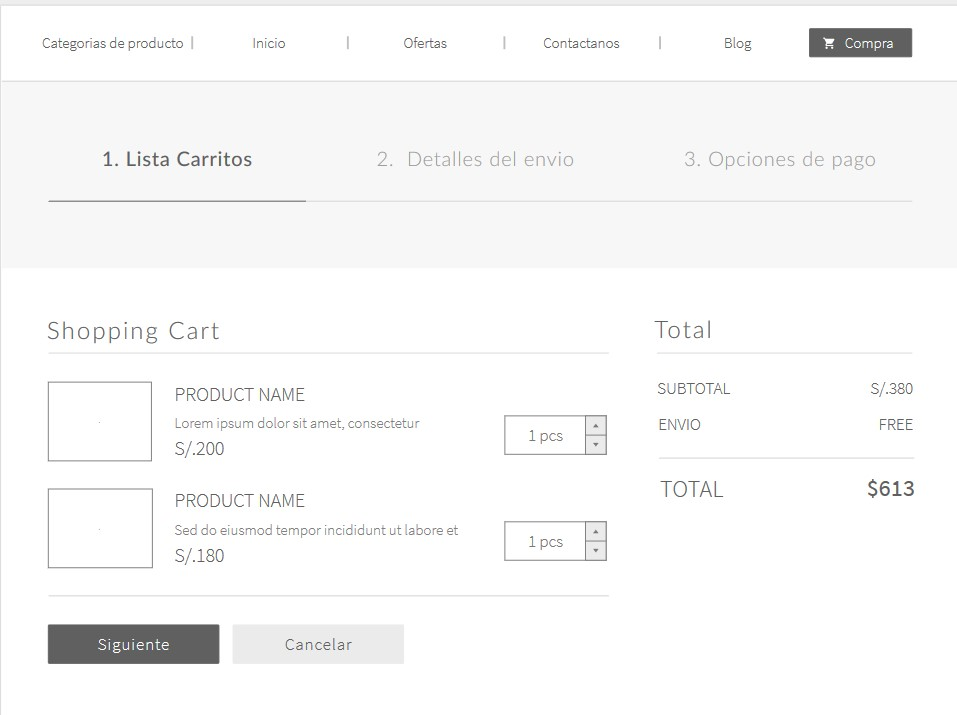 Categorias de producto | Inicio | Ofertas | Contactanos | Blog Compra
1. Lista Carritos 2. Detalles del envio 3. Opciones de pago
Shopping Cart
PRODUCT NAME
Lorem ipsum dolor sit amet, consectetur
S/.200
1 pcs
PRODUCT NAME
Sed do eiusmod tempor incididunt ut labore et
S/.180
1 pcs
Siguiente Cancelar
Total
SUBTOTAL S/.380
ENVIO FREE
TOTAL $613